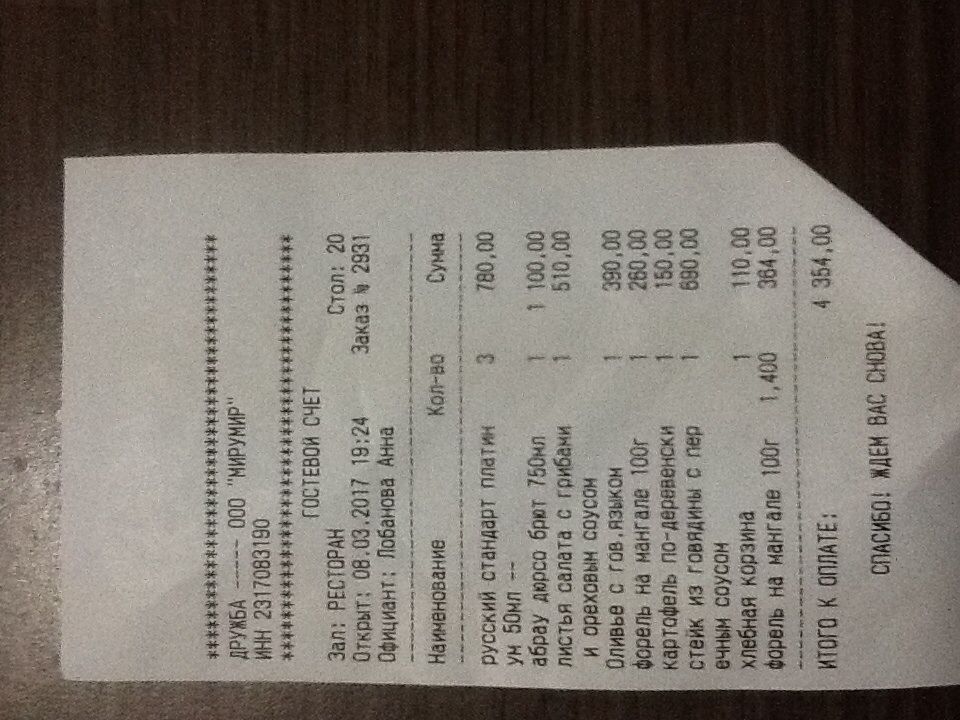 ****************************************
ДРУЖБА ----- ООО "МИРУМИР"
ИНН 2317083190
****************************************
ГОСТЕВОЙ СЧЕТ
Зал: РЕСТОРАН Стол: 20
Открыт: 08.03.2017 19:24 Заказ № 2931
Официант: Лобанова Анна
----------------------------------------
Наименование Кол-во Сумма
----------------------------------------
русский стандарт платин 3 780,00
ум 50мл --
абрау дюрсо брют 750мл 1 1 100,00
листья салата с грибами 1 510,00
и ореховым соусом
Оливье с гов.языком 1 390,00
форель на мангале 100г 1 260,00
картофель по-деревенски 1 150,00
стейк из говядины с пер 1 690,00
ечным соусом
хлебная корзина 1 110,00
форель на мангале 100г 1,400 364,00
----------------------------------------
ИТОГО К ОПЛАТЕ: 4 354,00
СПАСИБО! ЖДЕМ ВАС СНОВА!